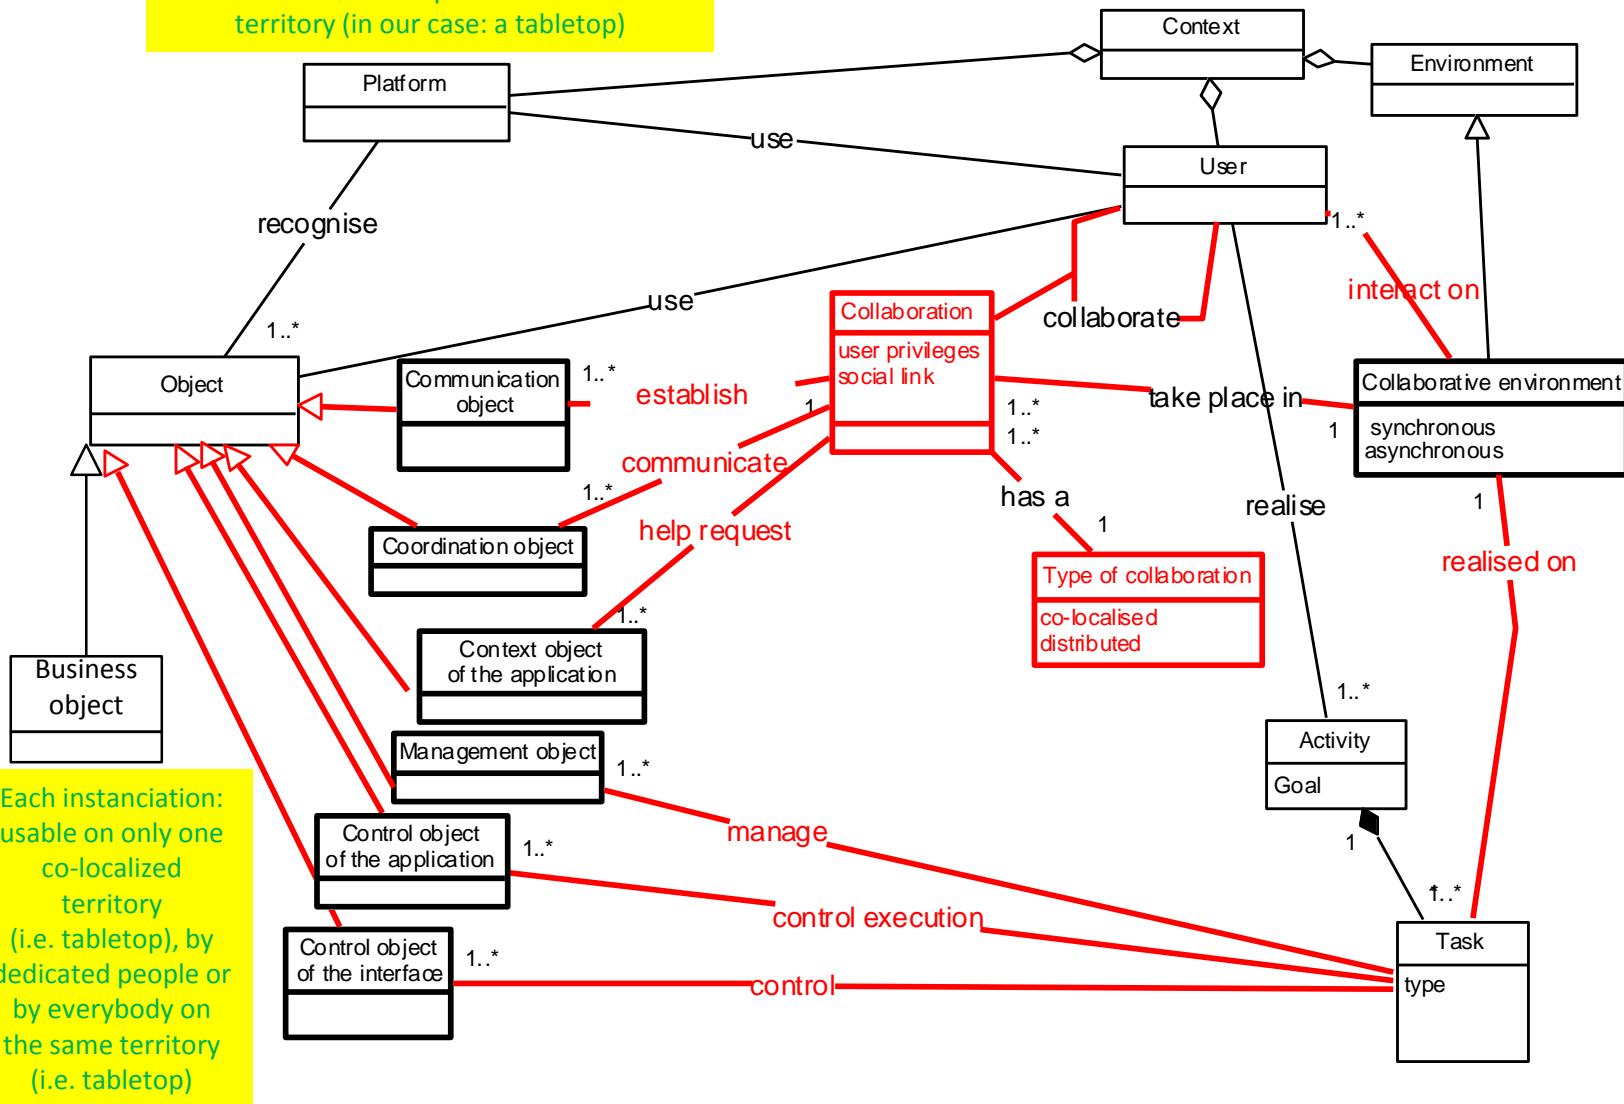 territory (in our case: a tabletop)
Context
Environment
Platform
use
User
recognise
1..*
interact on
use
collaborate
1..*
Object
Communication
object
1..*
establish
Collaboration
user privileges
social link
1
1..*
1..*
take place in
1
Collaborative environment
synchronous
asynchronous
communicate
1..*
help request
has a
1
realise
1
realised on
Coordination object
Type of collaboration
co-localised
distributed
1..*
Context object
of the application
Business
object
Management object
1..*
1..*
Activity
Goal
1
1..*
manage
Each instanciation:
usable on only one
co-localized
territory
(i.e. tabletop), by
dedicated people or
by everybody on
the same territory
(i.e. tabletop)
Control object
of the application
1..*
control execution
Control object
of the interface
1..*
control
Task
type